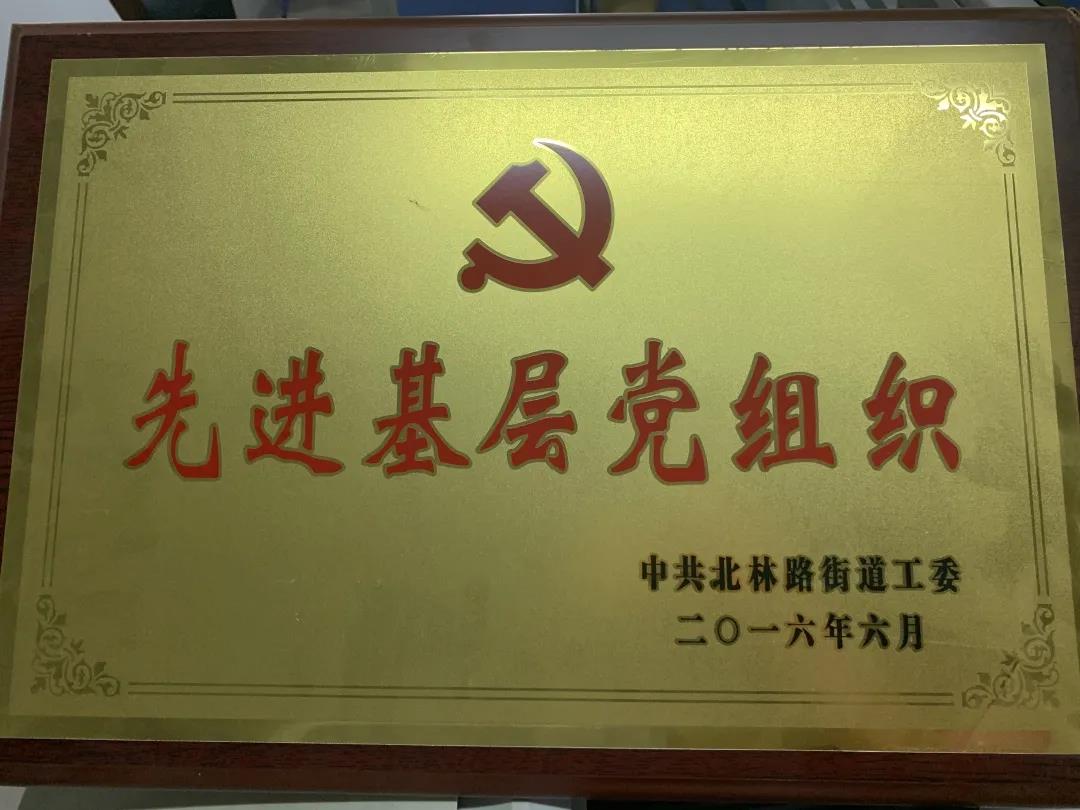 先进基层党组织
中共北林路街道工委
二〇一六年六月